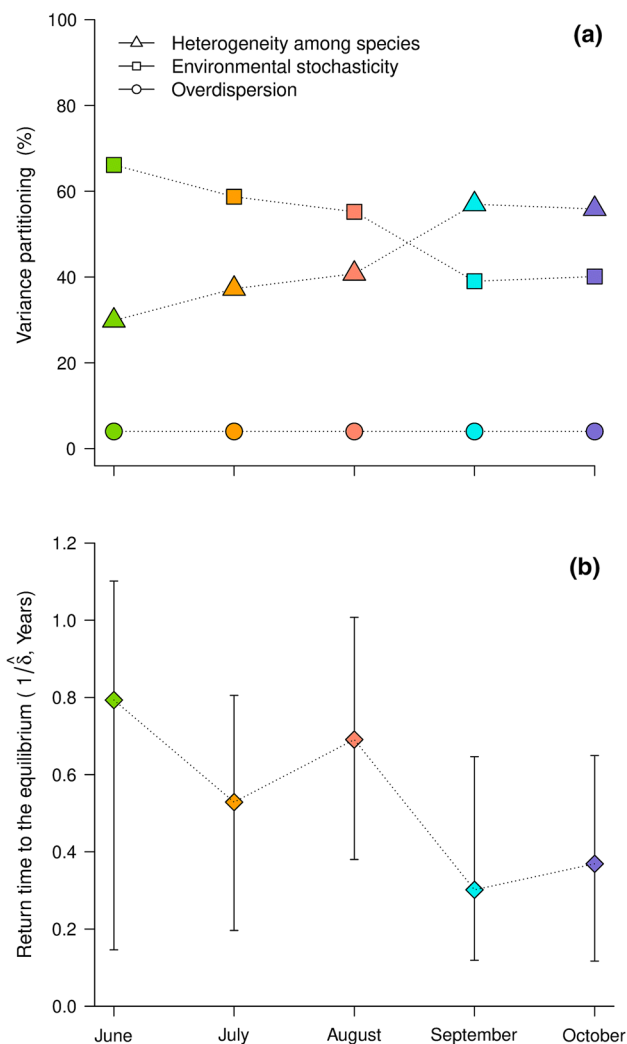 100
80
60
40
20
0
Variance partitioning (%)
(a)
Heterogeneity among species
Environmental stochasticity
Overdispersion
1.2
1.0
0.8
0.6
0.4
0.2
0.0
Return time to the equilibrium ( 1/δ̂, Years)
(b)
June July August September October